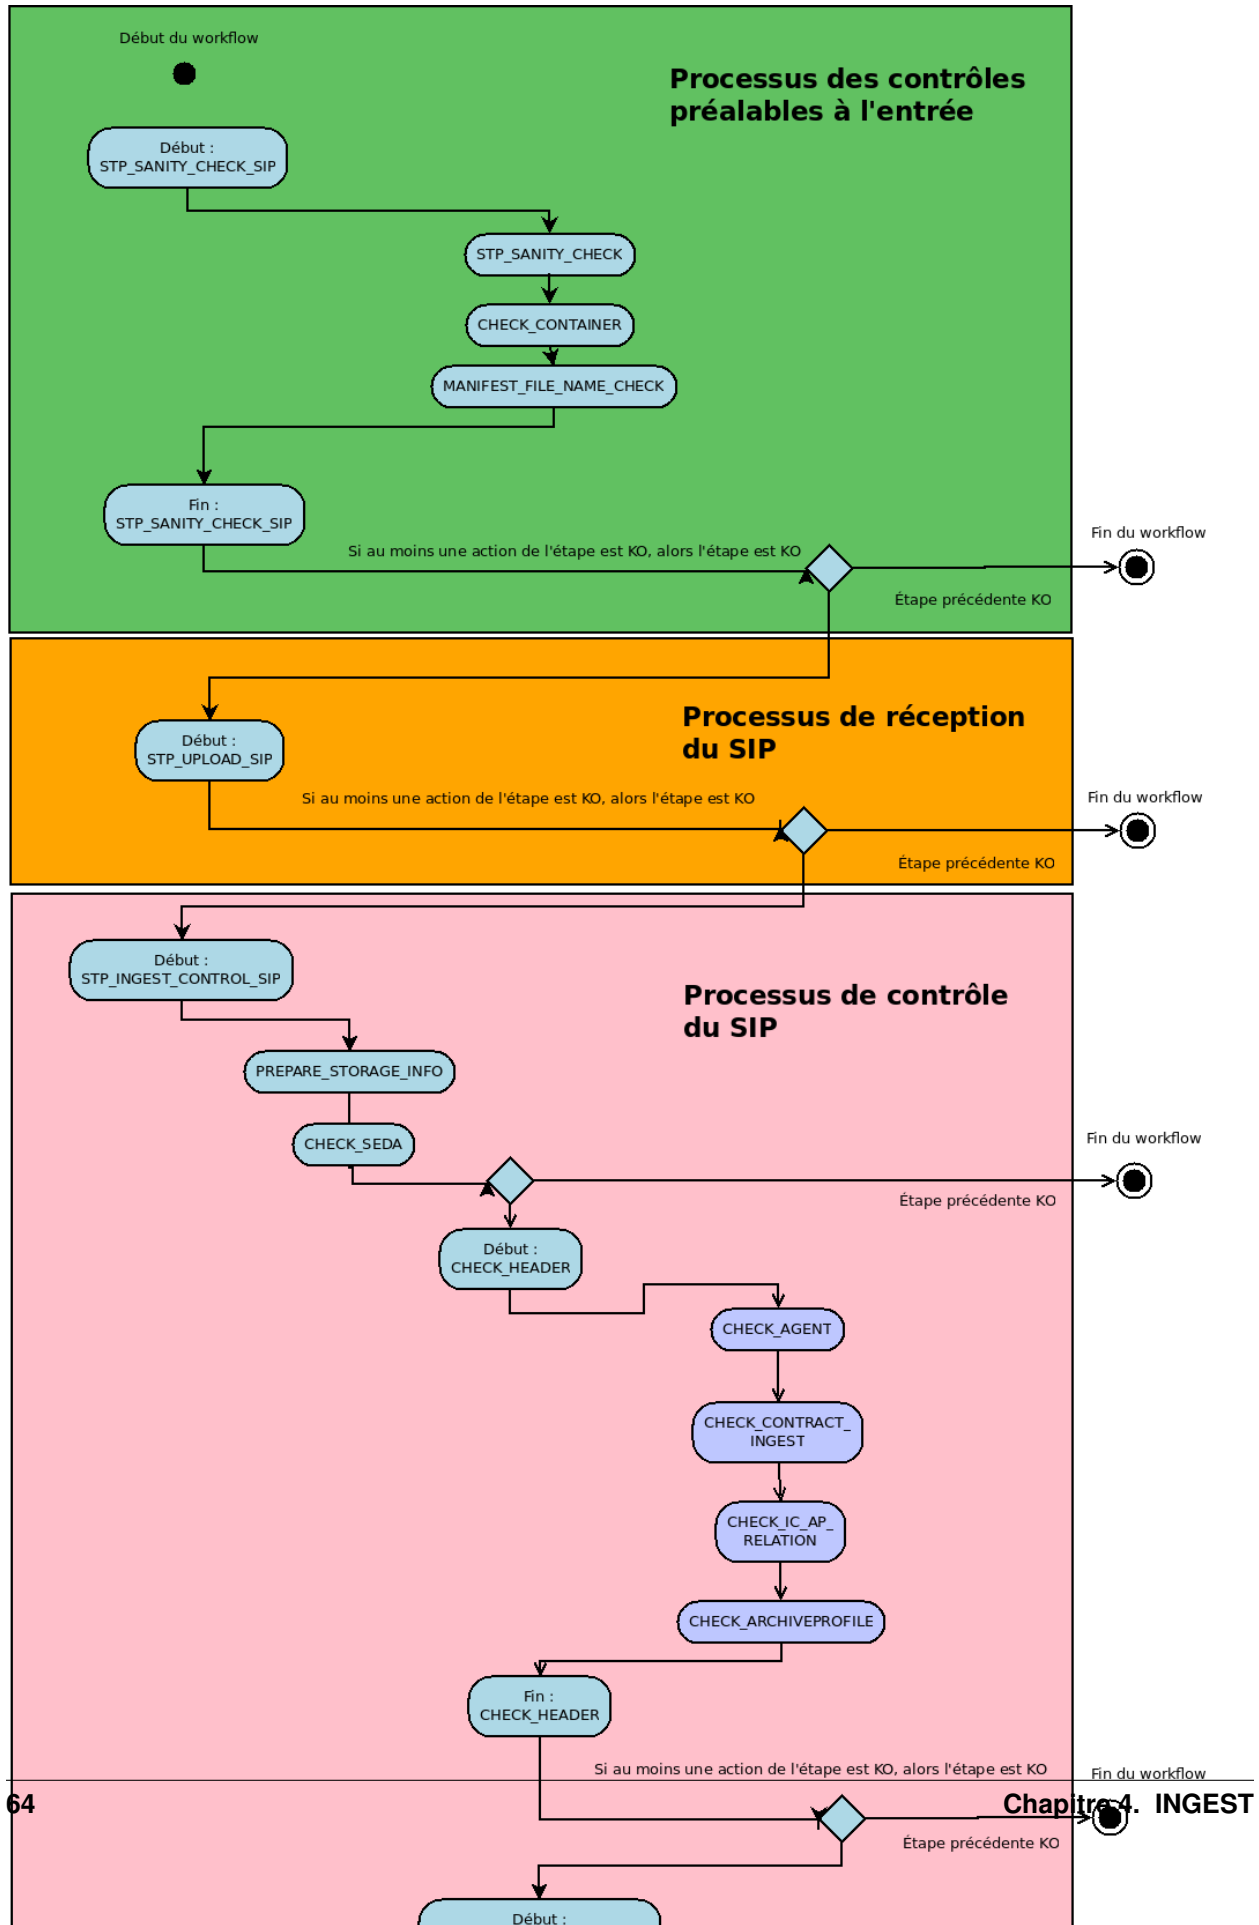 Début du workflow
Processus des contrôles
préalables à l'entrée
Début :
STP_SANITY_CHECK_SIP
STP_SANITY_CHECK
CHECK_CONTAINER
MANIFEST_FILE_NAME_CHECK
Fin :
STP_SANITY_CHECK_SIP
Si au moins une action de l'étape est KO, alors l'étape est KO
Fin du workflow
Étape précédente KO
Processus de réception
du SIP
Début :
STP_UPLOAD_SIP
Si au moins une action de l'étape est KO, alors l'étape est KO
Fin du workflow
Étape précédente KO
Début :
STP_INGEST_CONTROL_SIP
Processus de contrôle
du SIP
PREPARE_STORAGE_INFO
CHECK_SEDA
Fin du workflow
Étape précédente KO
Début :
CHECK_HEADER
CHECK_AGENT
CHECK_CONTRACT_
INGEST
CHECK_IC_AP_
RELATION
CHECK_ARCHIVEPROFILE
Fin :
CHECK_HEADER
Si au moins une action de l'étape est KO, alors l'étape est KO
Fin du workflow
64
Chapitre 4. INGEST
Étape précédente KO
Début :